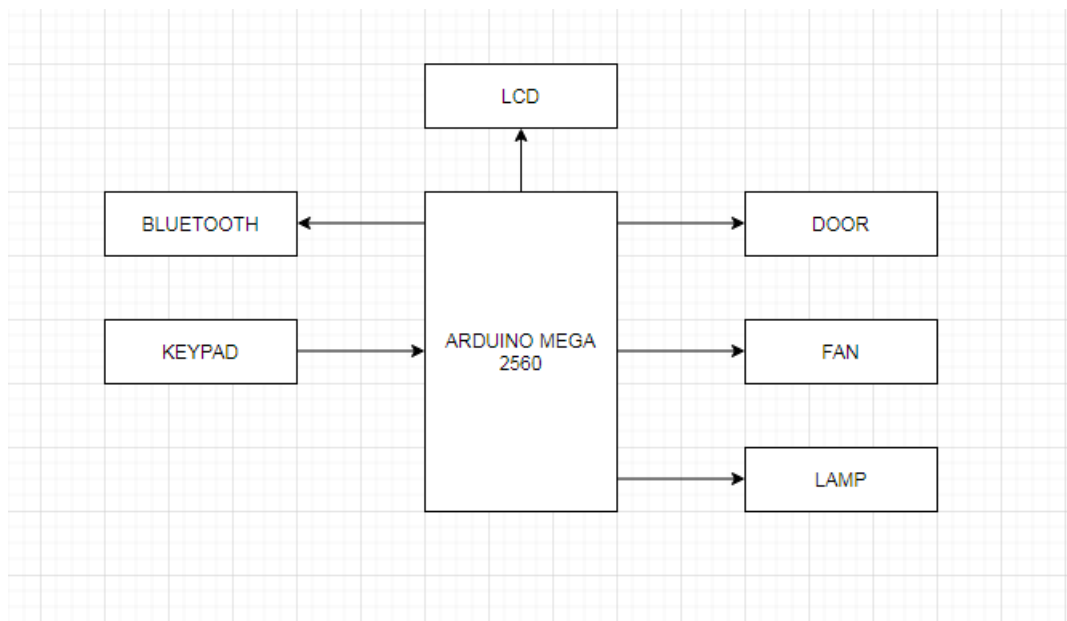 LCD
BLUETOOTH
DOOR
KEYPAD
ARDUINO MEGA
2560
FAN
LAMP